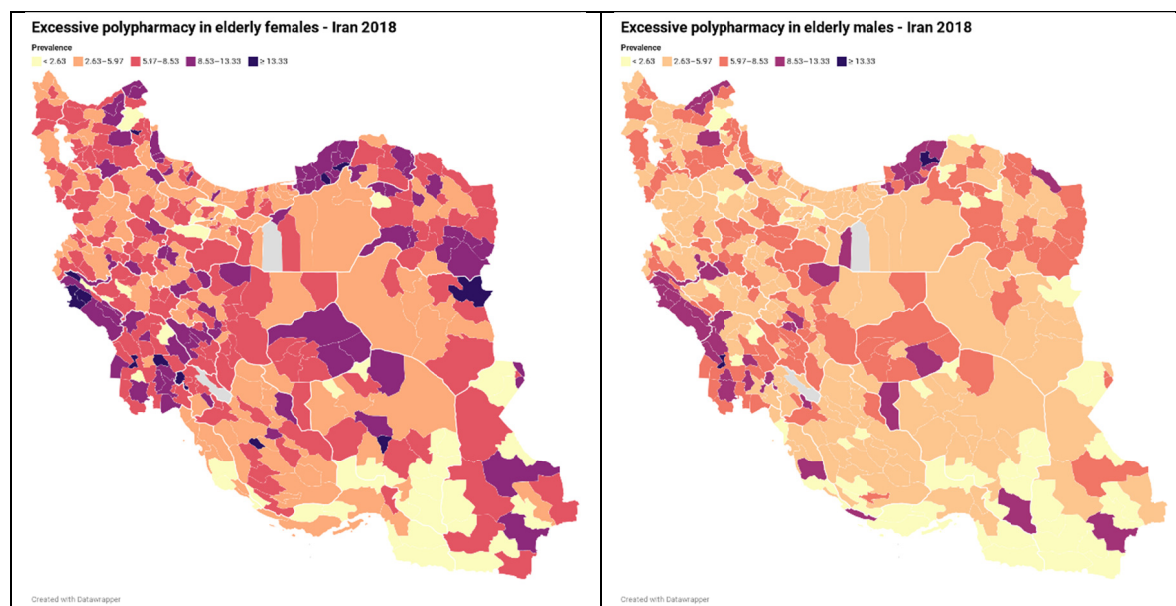 Excessive polypharmacy in elderly females - Iran 2018
Prevalence
< 2.63 2.63–5.97 5.97–8.53 8.53–13.33 ≥ 13.33
Created with Datawrapper
Excessive polypharmacy in elderly males - Iran 2018
Prevalence
< 2.63 2.63–5.97 5.97–8.53 8.53–13.33 ≥ 13.33
Created with Datawrapper